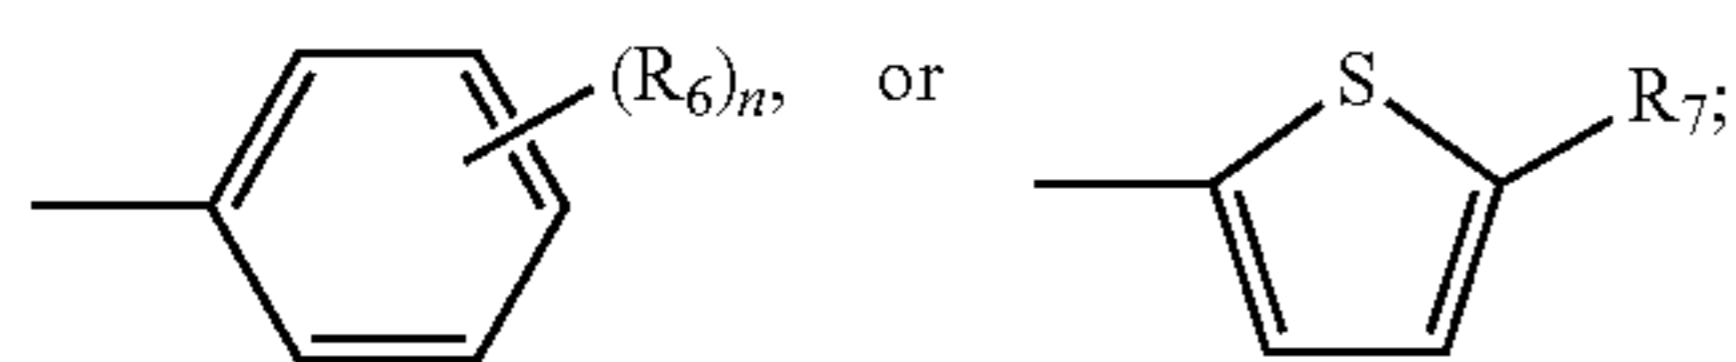 (R₆)ₙ, or S R₇;